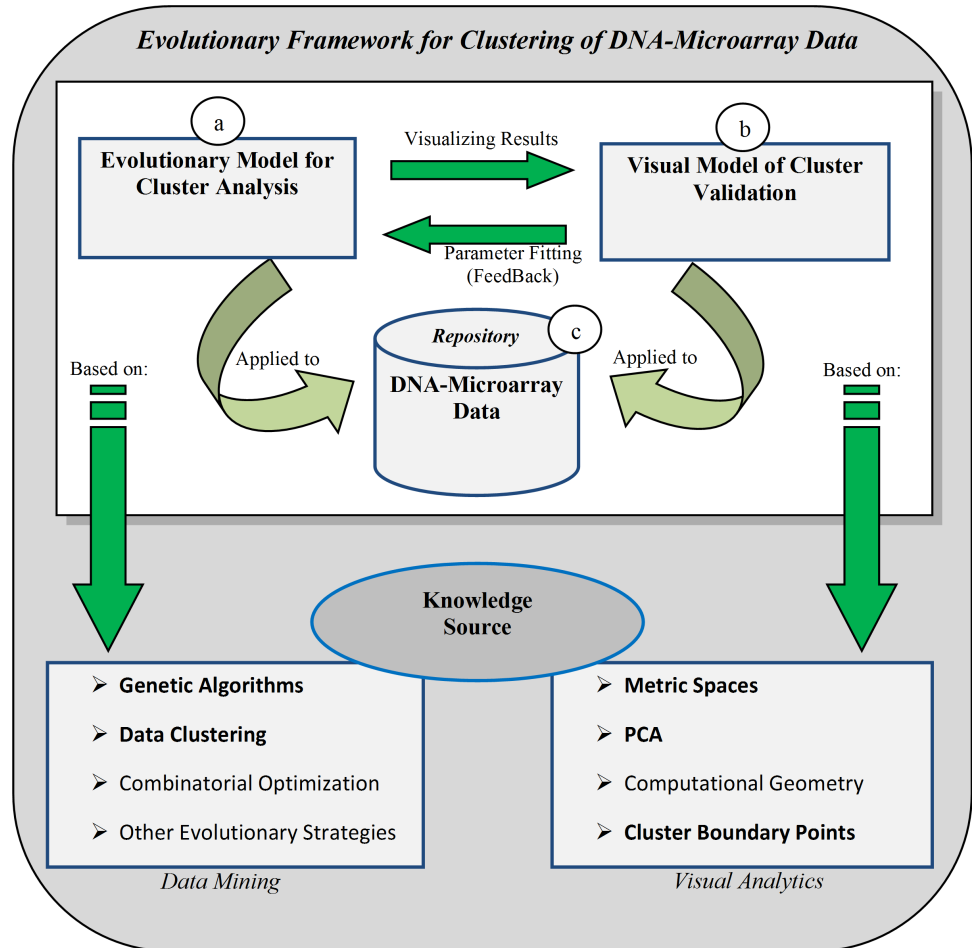 Evolutionary Framework for Clustering of DNA-Microarray Data
a
Evolutionary Model for
Cluster Analysis
Visualizing Results
b
Visual Model of Cluster
Validation
Parameter Fitting
(FeedBack)
Repository
c
DNA-Microarray
Data
Applied to
Applied to
Based on:
Based on:
Knowledge
Source
➢ Genetic Algorithms
➢ Data Clustering
➢ Combinatorial Optimization
➢ Other Evolutionary Strategies
Data Mining
➢ Metric Spaces
➢ PCA
➢ Computational Geometry
➢ Cluster Boundary Points
Visual Analytics